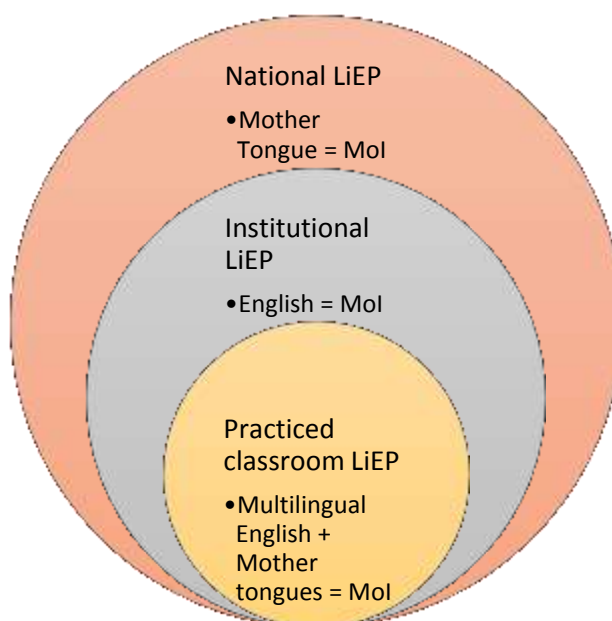 National LiEP
•Mother
Tongue = MoI
Institutional
LiEP
•English = MoI
Practiced
classroom LiEP
•Multilingual
English +
Mother
tongues = MoI